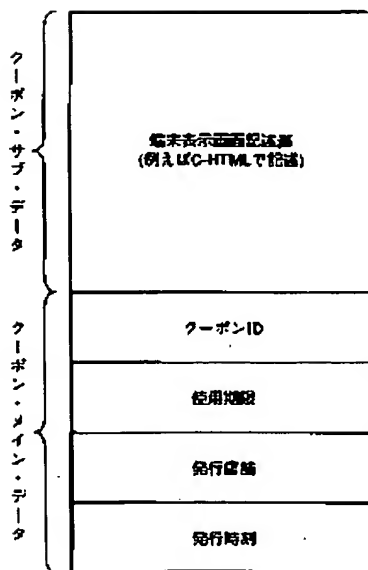 クーポン・サブ・データ
端末表示画面記述部
(例えばC-HTMLで記述)
クーポン・メイン・データ
クーポンID
使用期限
発行店舗
発行時刻